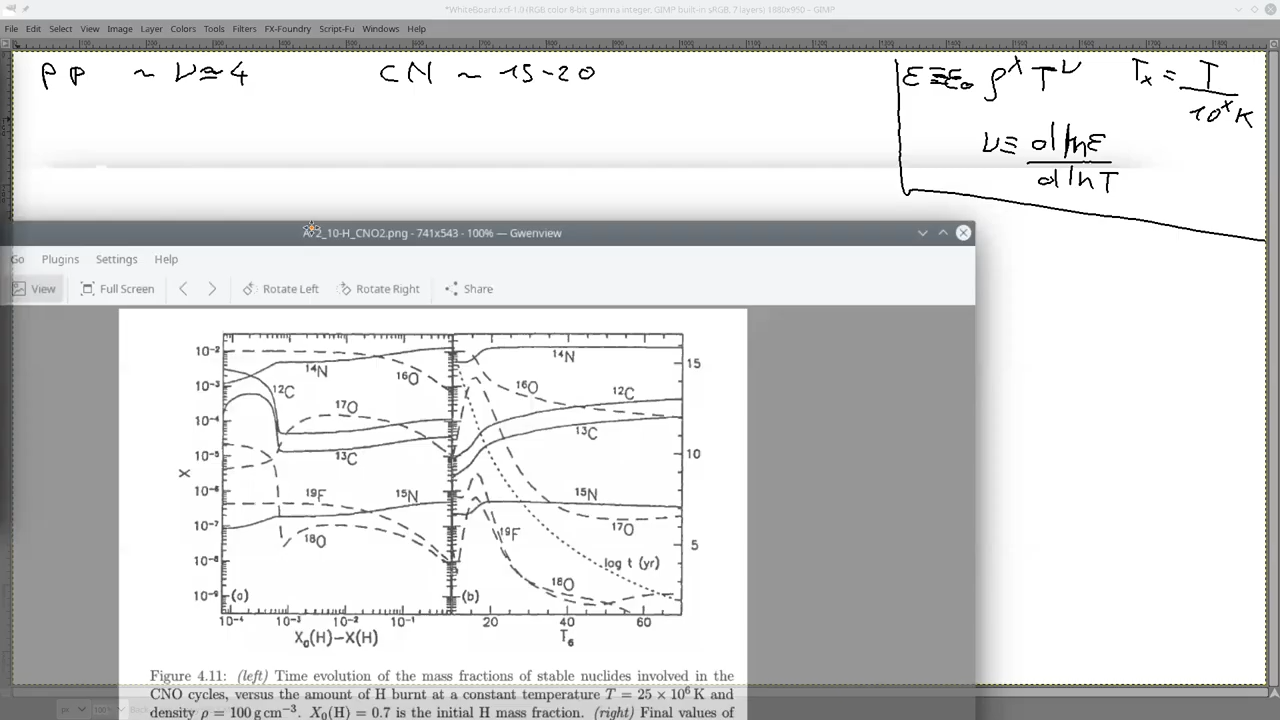 *WhiteBoard.xcf-1.0 (RGB color 8-bit gamma integer, GIMP built-in sRGB, 7 layers) 1880x950 – GIMP
File Edit Select View Image Layer Colors Tools Filters FX-Foundry Script-Fu Windows Help
pp ~ ν≃4 CN ~ 15-20
ε≡ε₀ ρˣ T^ν Tₓ = T / 10ˣ K
ν≡ dlnε / dlnT
2_10-H_CNO2.png - 741x543 - 100% — Gwenview
Go Plugins Settings Help
View Full Screen Rotate Left Rotate Right Share
10⁻² 14N 16O 14N 15
10⁻³ 12C 16O 12C
10⁻⁴ 17O 13C
10⁻⁵ 13C 10
X
10⁻⁶ 19F 15N 15N
10⁻⁷ 18O 19F 17O
10⁻⁸ log t (yr) 5
10⁻⁹ (a) (b) 18O
10⁻⁴ 10⁻³ 10⁻² 10⁻¹ 20 40 60
X₀(H)−X(H) T₆
Figure 4.11: (left) Time evolution of the mass fractions of stable nuclides involved in the
CNO cycles, versus the amount of H burnt at a constant temperature T = 25 × 10⁶ K and
density ρ = 100 g cm⁻³. X₀(H) = 0.7 is the initial H mass fraction. (right) Final values of